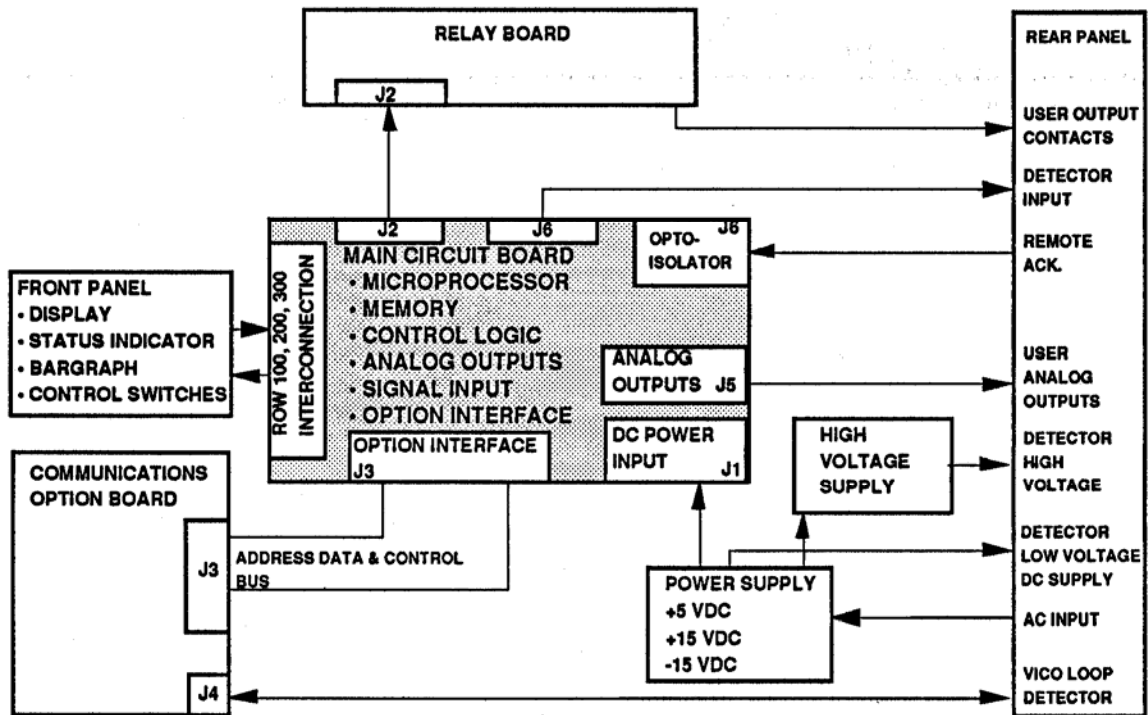 RELAY BOARD
J2
REAR PANEL
USER OUTPUT
CONTACTS
DETECTOR
INPUT
REMOTE
ACK.
USER
ANALOG
OUTPUTS
DETECTOR
HIGH
VOLTAGE
DETECTOR
LOW VOLTAGE
DC SUPPLY
AC INPUT
VICO LOOP
DETECTOR
FRONT PANEL
• DISPLAY
• STATUS INDICATOR
• BARGRAPH
• CONTROL SWITCHES
ROW 100, 200, 300
INTERCONNECTION
J2
J6
MAIN CIRCUIT BOARD
• MICROPROCESSOR
• MEMORY
• CONTROL LOGIC
• ANALOG OUTPUTS
• SIGNAL INPUT
• OPTION INTERFACE
J6
OPTO-
ISOLATOR
ANALOG
OUTPUTS J5
OPTION INTERFACE
J3
DC POWER
INPUT
J1
HIGH
VOLTAGE
SUPPLY
COMMUNICATIONS
OPTION BOARD
J3
ADDRESS DATA & CONTROL
BUS
J4
POWER SUPPLY
+5 VDC
+15 VDC
-15 VDC